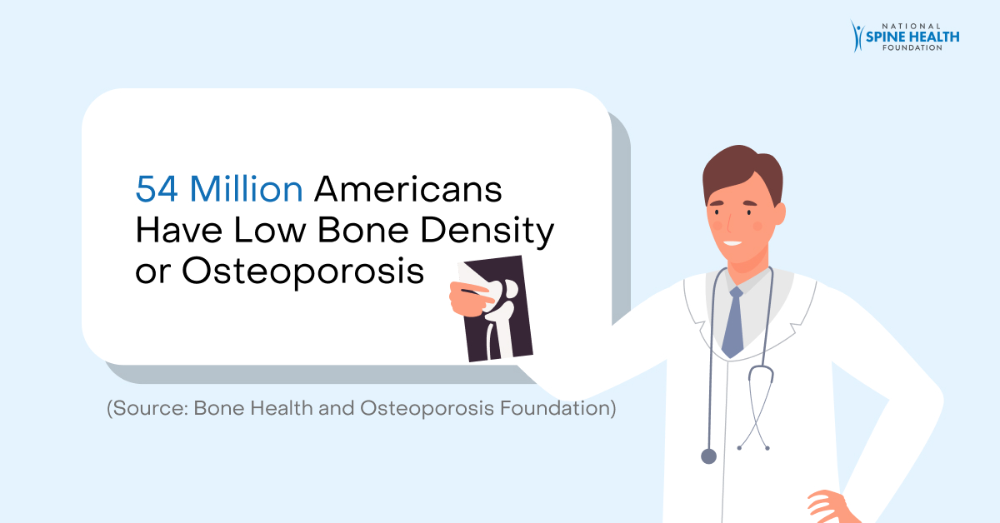 NATIONAL
SPINE HEALTH
FOUNDATION
54 Million Americans
Have Low Bone Density
or Osteoporosis
(Source: Bone Health and Osteoporosis Foundation)